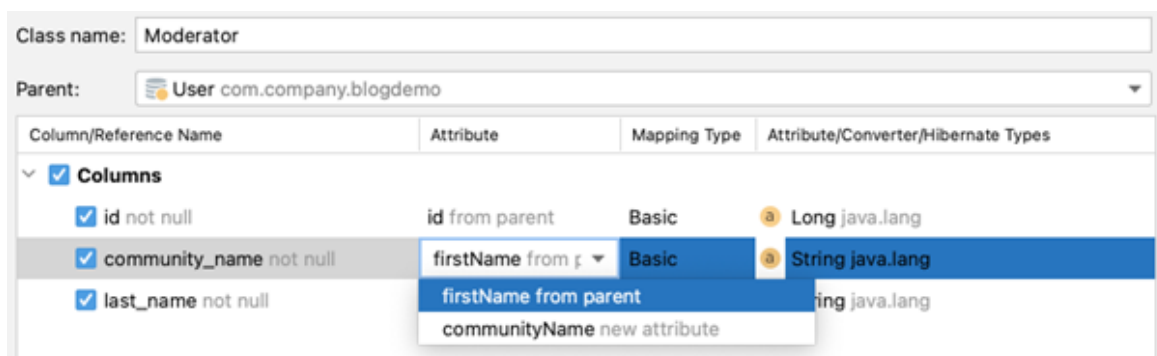 Class name: Moderator
Parent: User com.company.blogdemo
Column/Reference Name Attribute Mapping Type Attribute/Converter/Hibernate Types
Columns
id not null id from parent Basic a Long java.lang
community_name not null firstName from Basic a String java.lang
firstName from parent
last_name not null java.lang
communityName new attribute